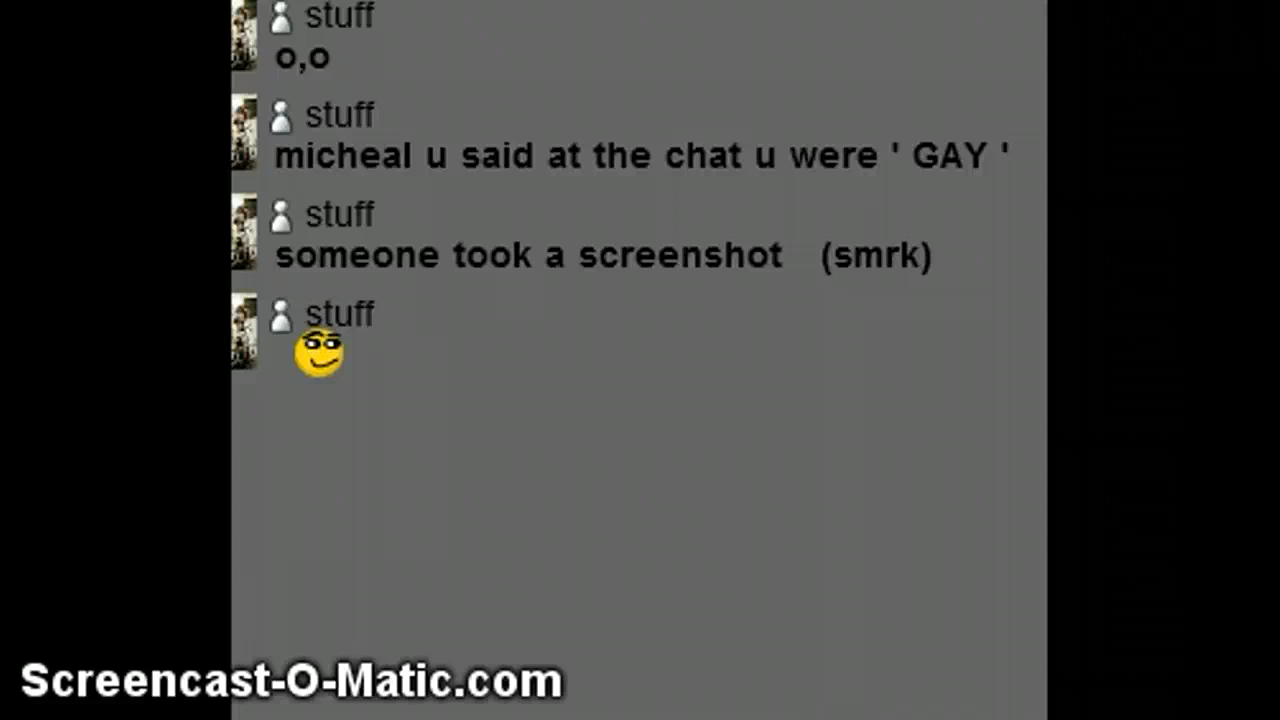 stuff
o,o
stuff
micheal u said at the chat u were ' GAY '
stuff
someone took a screenshot (smrk)
stuff
Screencast-O-Matic.com